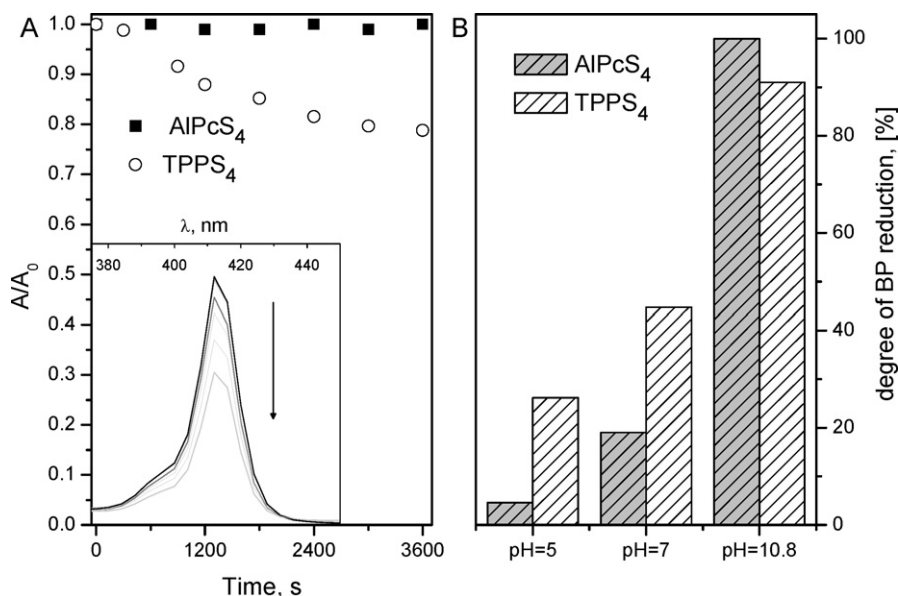 A
1.0
0.9
0.8
0.7
0.6
0.5
0.4
0.3
0.2
0.1
0.0
A/A₀
AlPcS₄
TPPS₄
λ, nm
380 400 420 440
0 1200 2400 3600
Time, s
B
AlPcS₄
TPPS₄
100
80
60
40
20
0
degree of BP reduction, [%]
pH=5 pH=7 pH=10.8